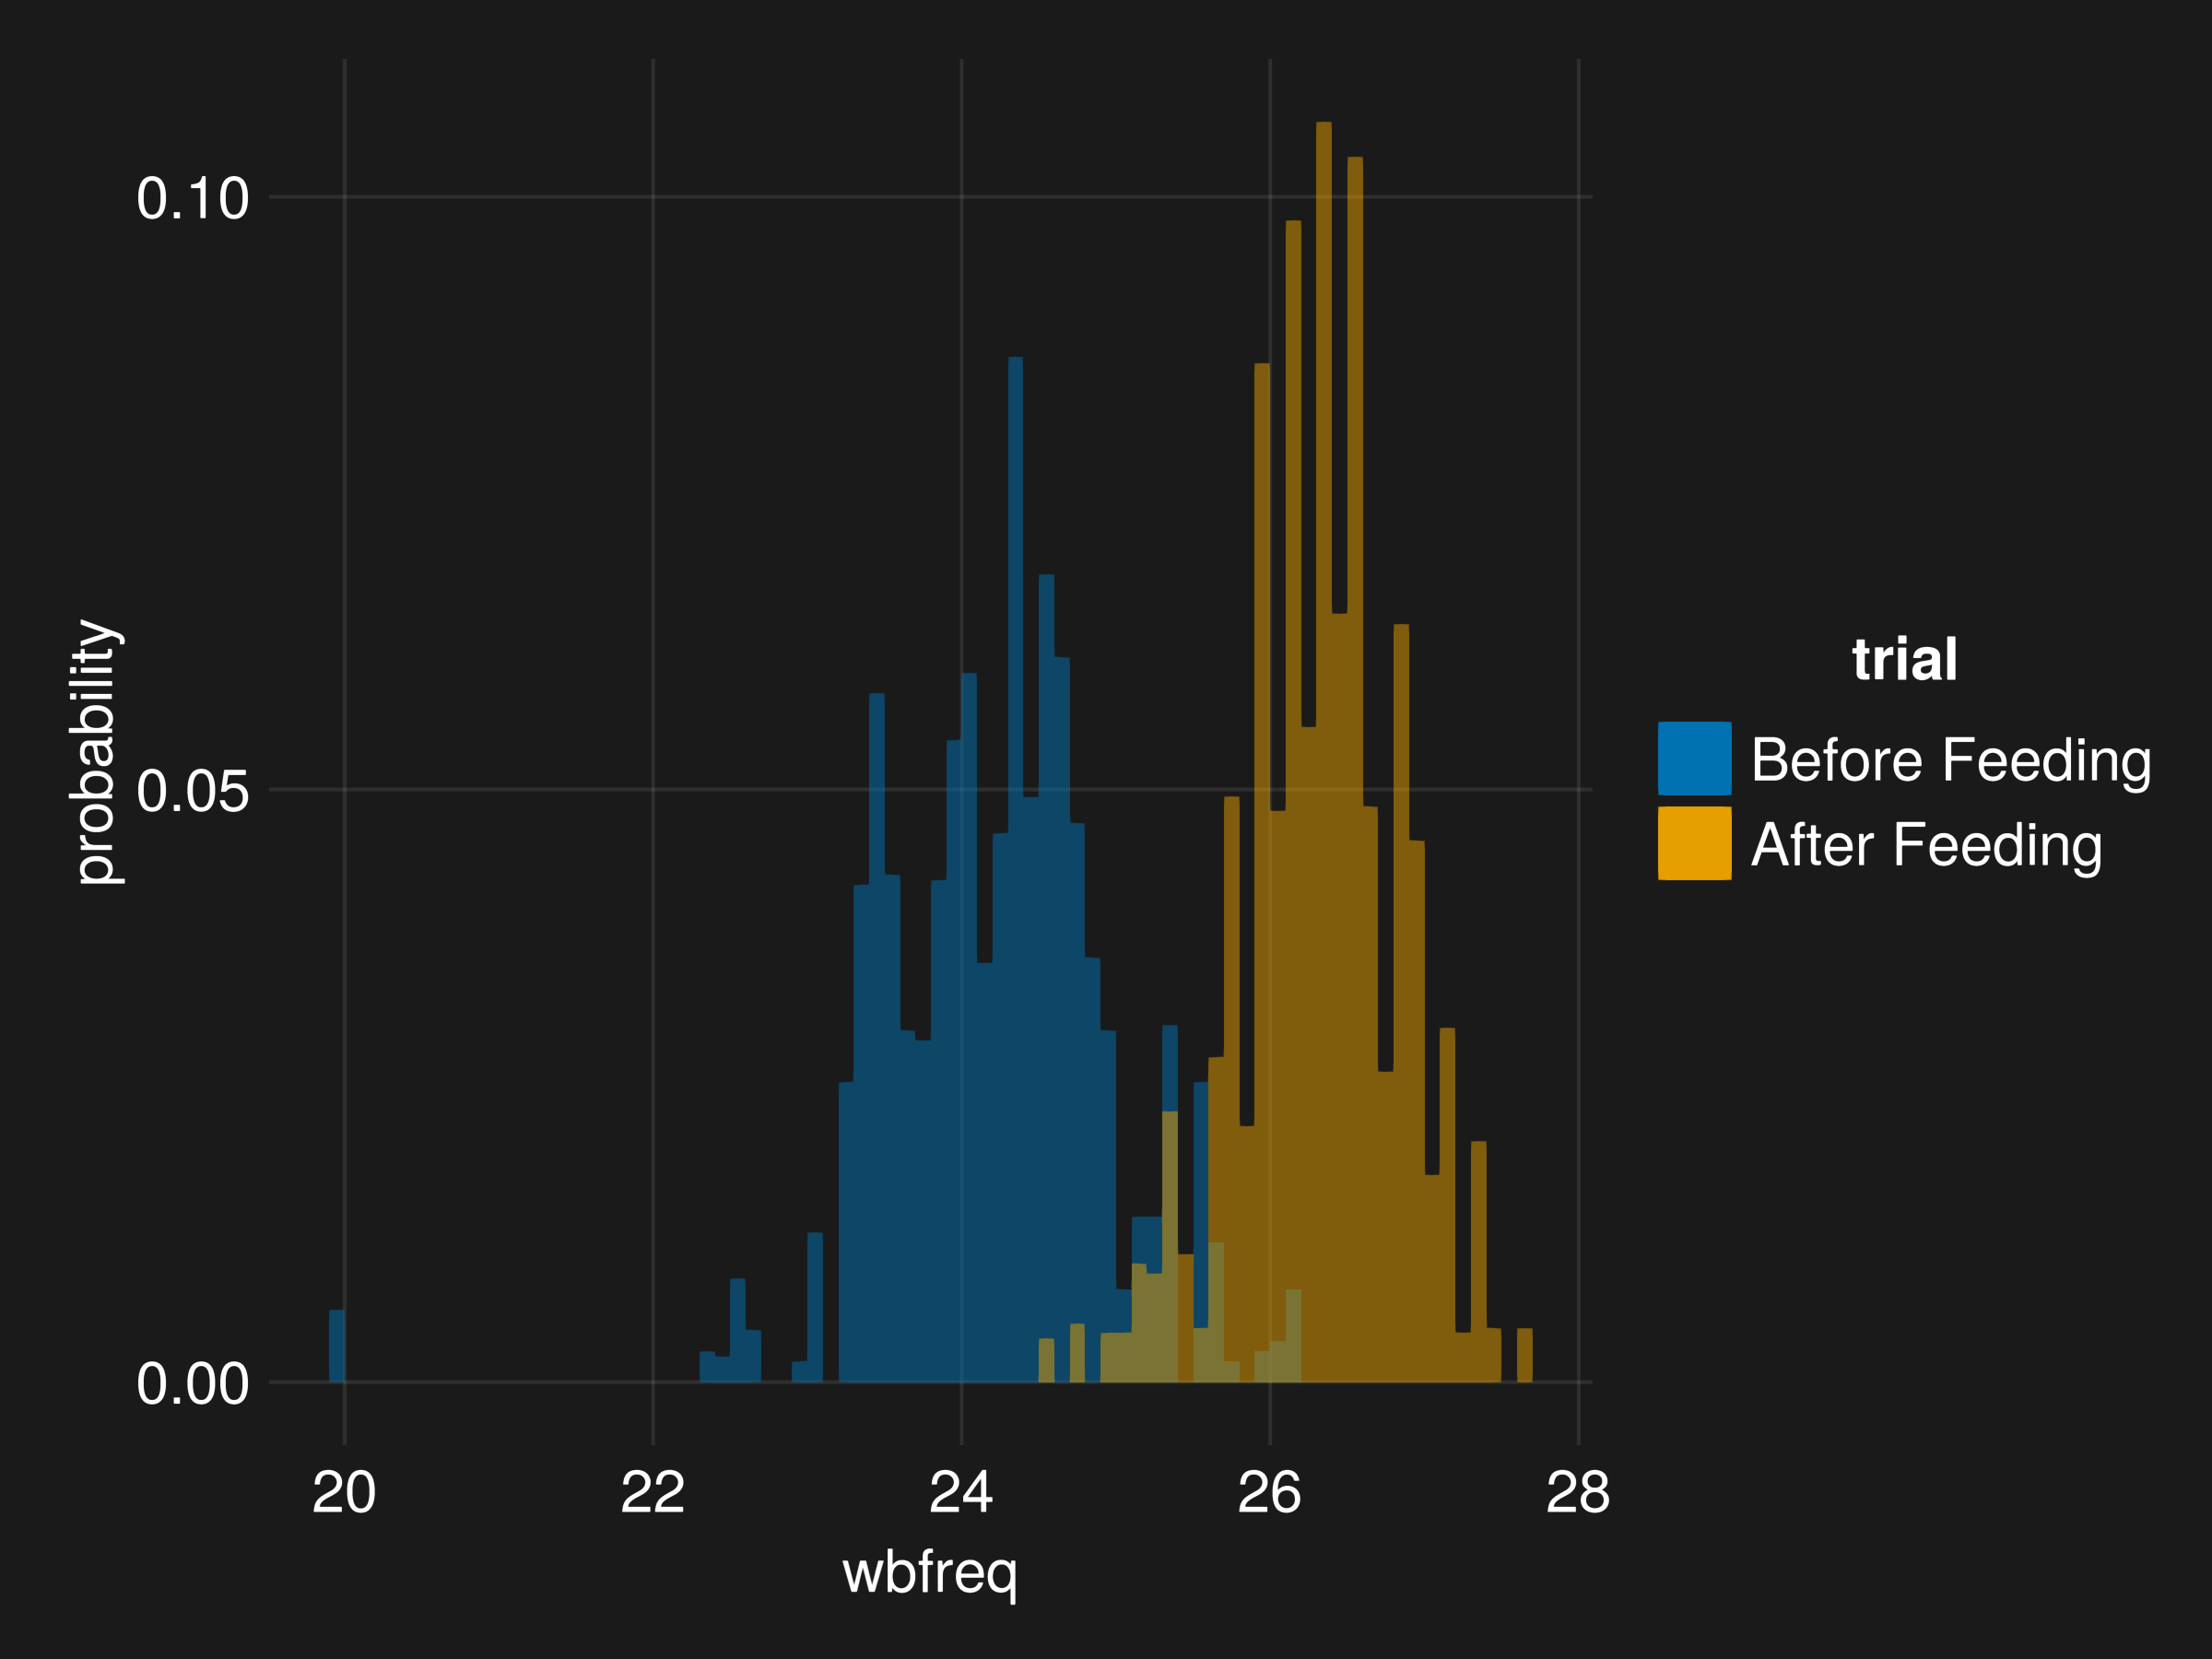 0.10
0.05
0.00
probability
20 22 24 26 28
wbfreq
trial
Before Feeding
After Feeding